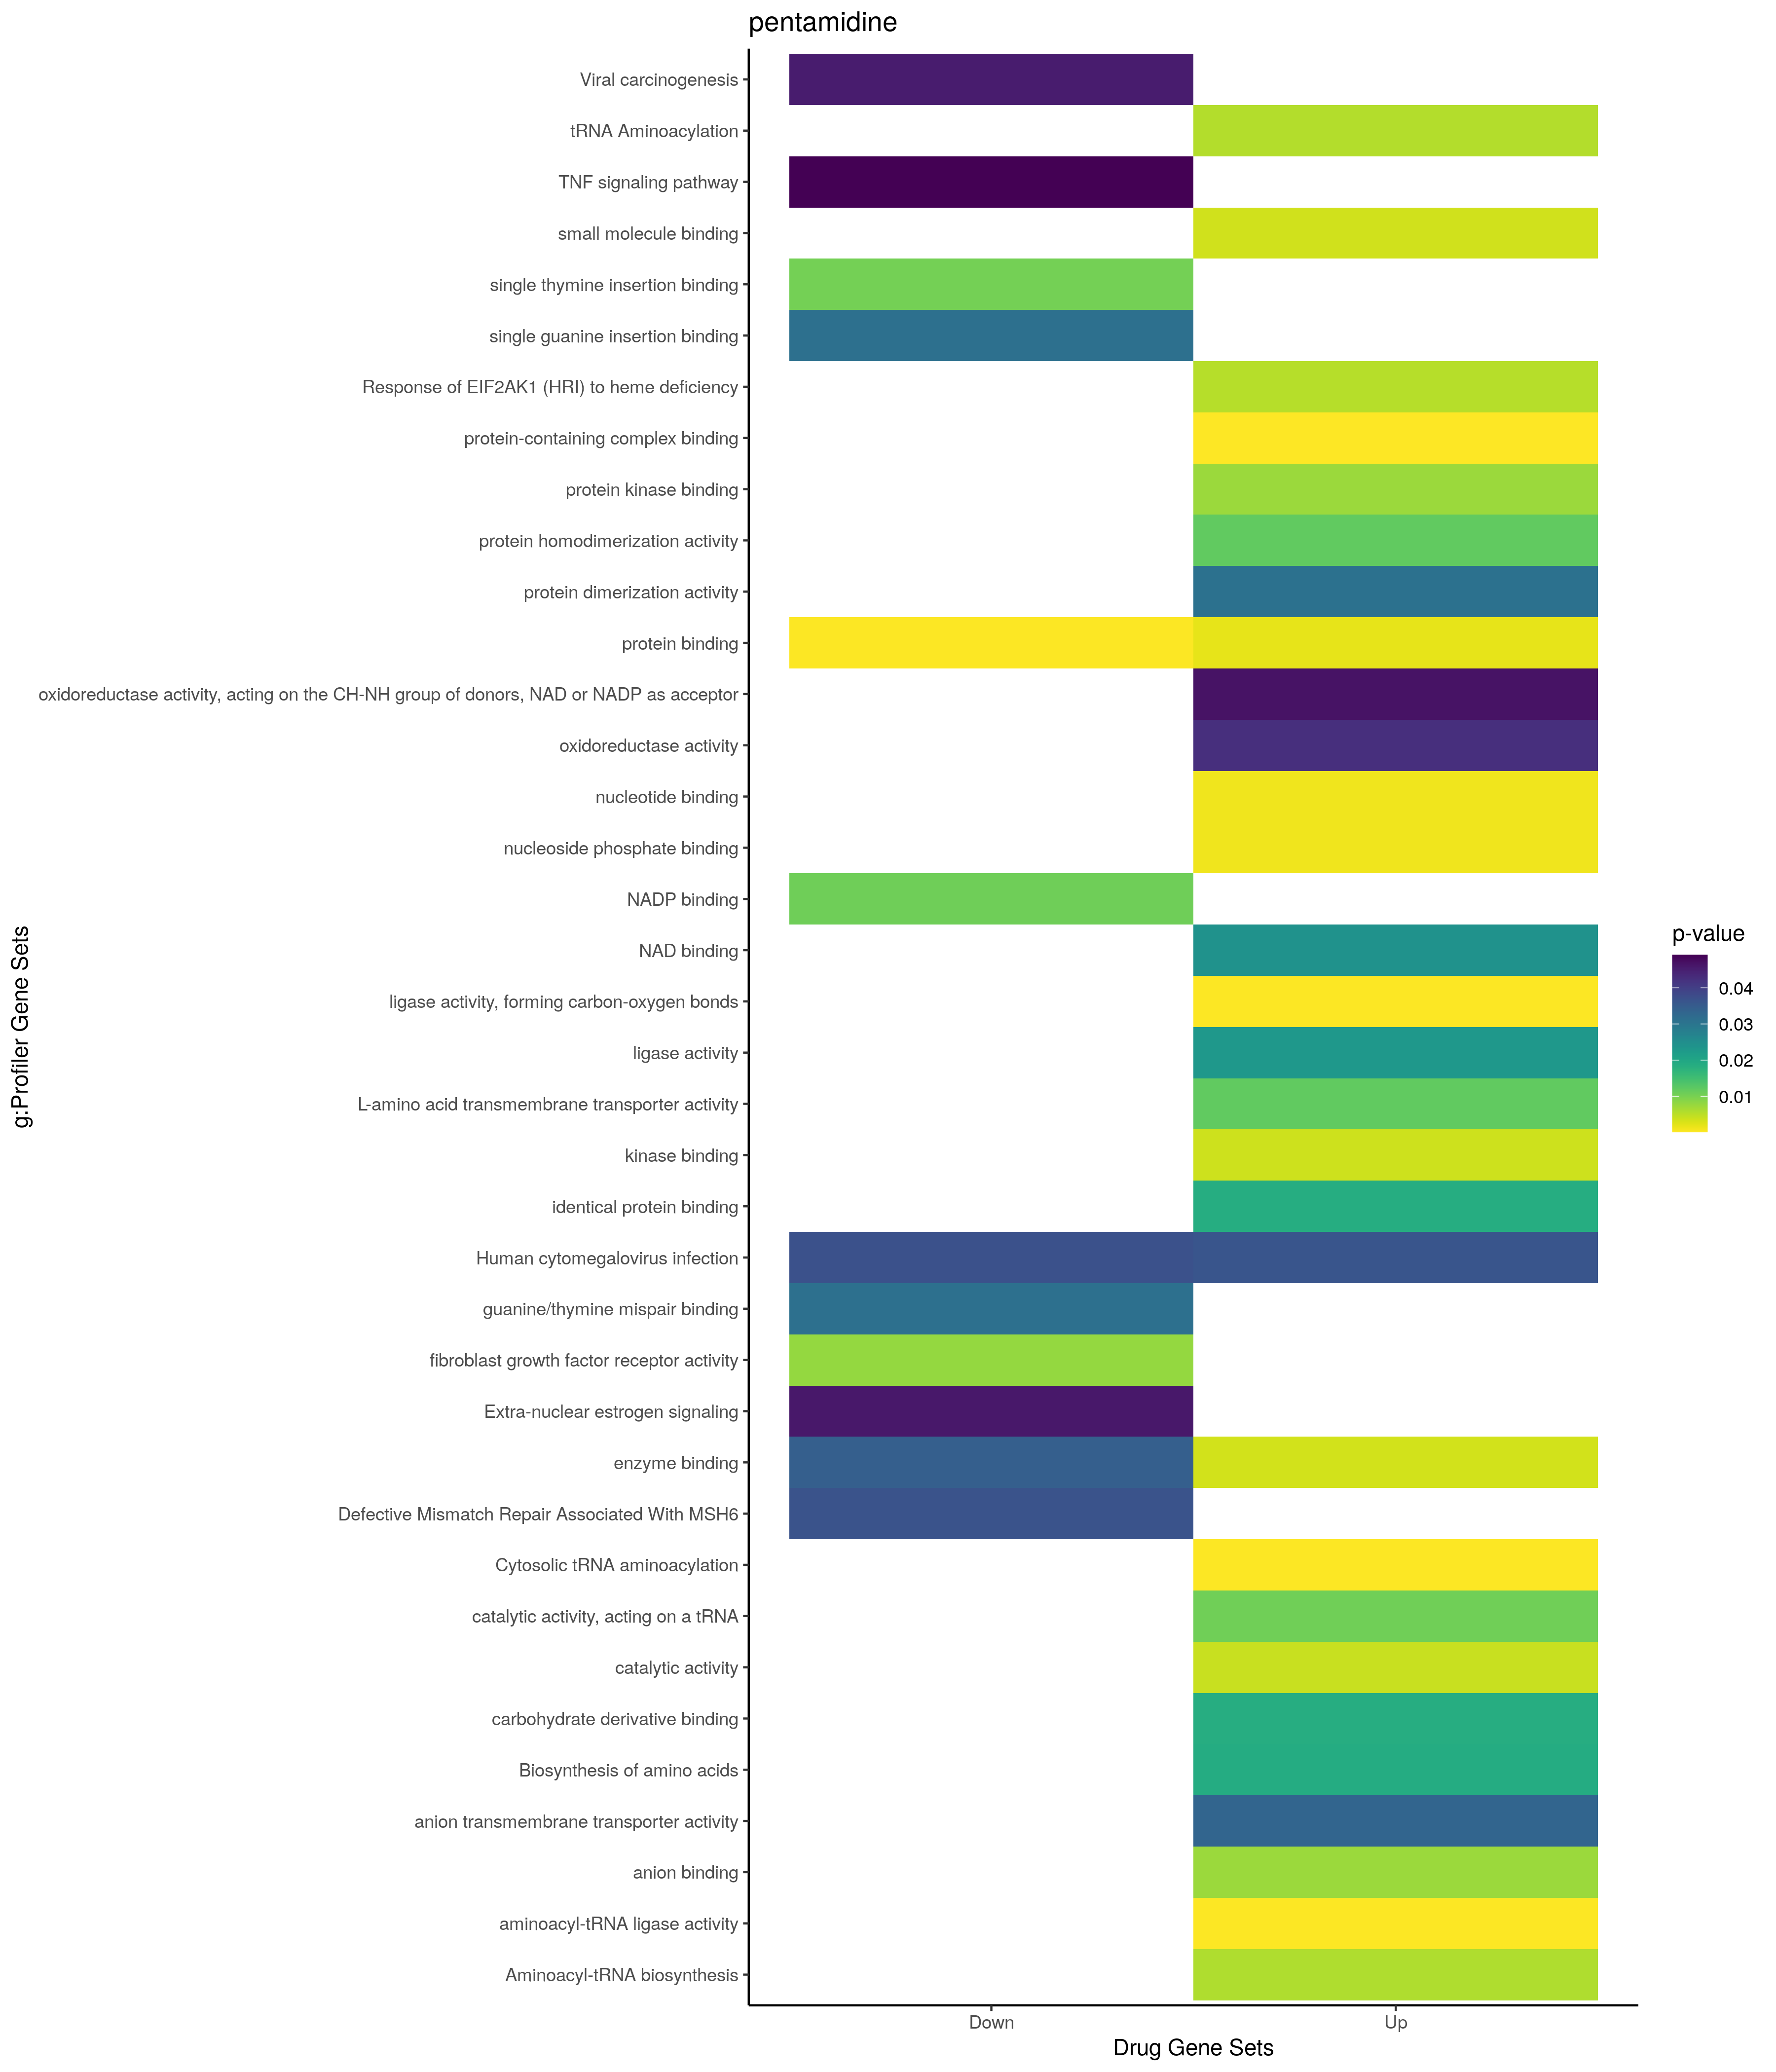 pentamidine
Viral carcinogenesis
tRNA Aminoacylation
TNF signaling pathway
small molecule binding
single thymine insertion binding
single guanine insertion binding
Response of EIF2AK1 (HRI) to heme deficiency
protein-containing complex binding
protein kinase binding
protein homodimerization activity
protein dimerization activity
protein binding
oxidoreductase activity, acting on the CH-NH group of donors, NAD or NADP as acceptor
oxidoreductase activity
nucleotide binding
nucleoside phosphate binding
NADP binding
NAD binding
ligase activity, forming carbon-oxygen bonds
ligase activity
L-amino acid transmembrane transporter activity
kinase binding
identical protein binding
Human cytomegalovirus infection
guanine/thymine mispair binding
fibroblast growth factor receptor activity
Extra-nuclear estrogen signaling
enzyme binding
Defective Mismatch Repair Associated With MSH6
Cytosolic tRNA aminoacylation
catalytic activity, acting on a tRNA
catalytic activity
carbohydrate derivative binding
Biosynthesis of amino acids
anion transmembrane transporter activity
anion binding
aminoacyl-tRNA ligase activity
Aminoacyl-tRNA biosynthesis
g:Profiler Gene Sets
Down
Up
Drug Gene Sets
p-value
0.04
0.03
0.02
0.01